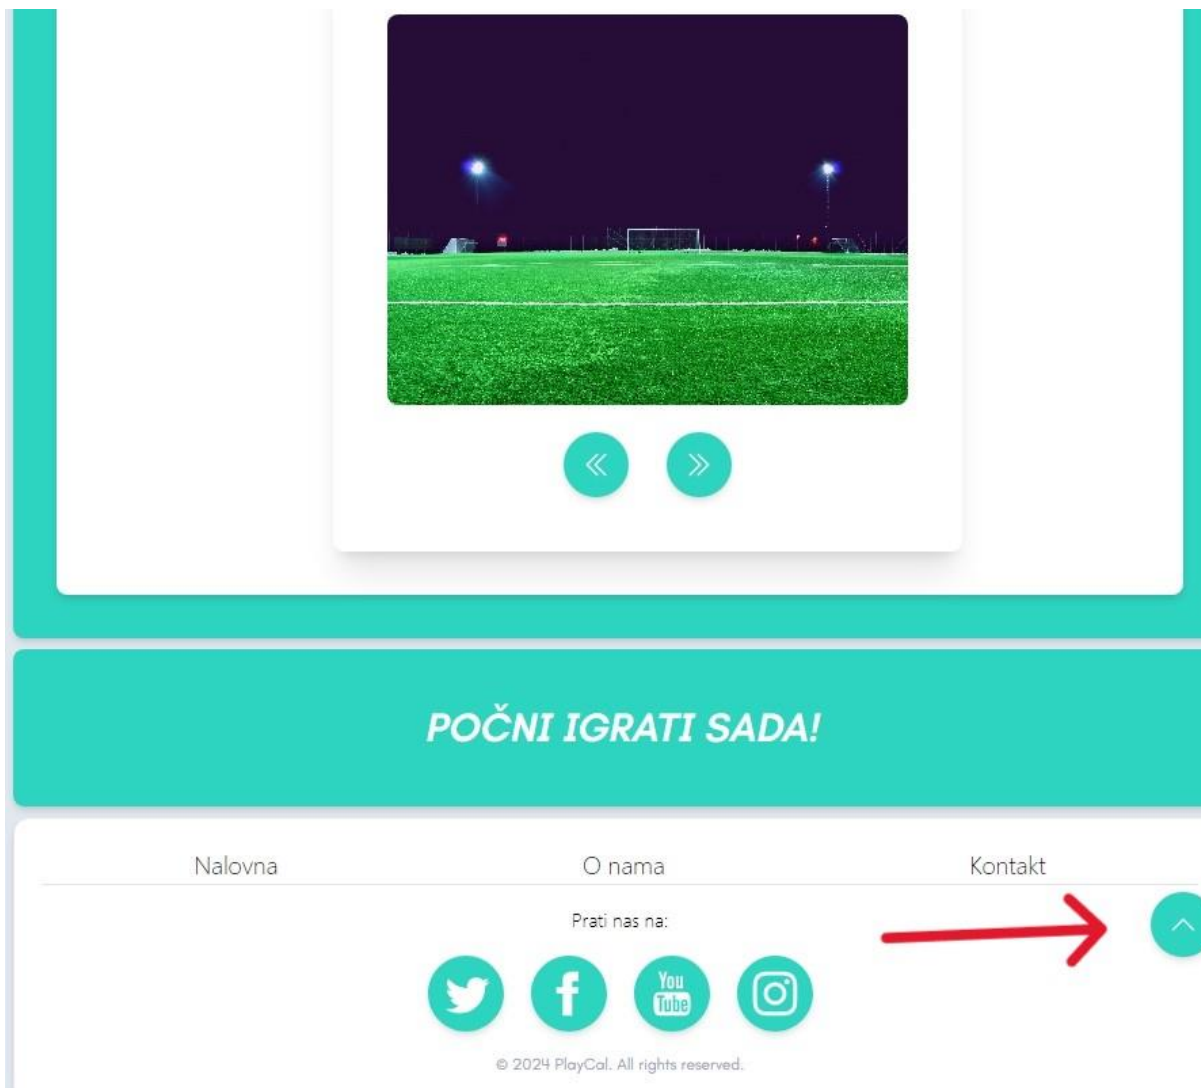 POČNI IGRATI SADA!
Nalovna
O nama
Kontakt
Prati nas na:
You
Tube
© 2024 PlayCal. All rights reserved.